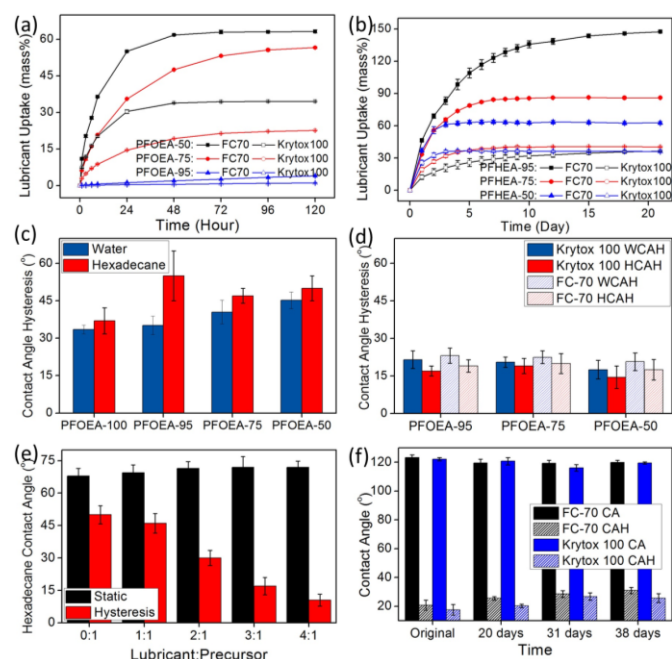 (a)
Lubricant Uptake (mass%)
60
45
30
15
0
PFOEA-50: FC70 Krytox100
PFOEA-75: FC70 Krytox100
PFOEA-95: FC70 Krytox100
0 24 48 72 96 120
Time (Hour)
(b)
Lubricant Uptake (mass%)
150
120
90
60
30
0
PFHEA-95: FC70 Krytox100
PFHEA-75: FC70 Krytox100
PFHEA-50: FC70 Krytox100
0 5 10 15 20
Time (Day)
(c)
Contact Angle Hysteresis (°)
60
45
30
15
0
Water
Hexadecane
PFOEA-100 PFOEA-95 PFOEA-75 PFOEA-50
(d)
Contact Angle Hysteresis (°)
60
45
30
15
0
Krytox 100 WCAH
Krytox 100 HCAH
FC-70 WCAH
FC-70 HCAH
PFOEA-95 PFOEA-75 PFOEA-50
(e)
Hexadecane Contact Angle (°)
75
60
45
30
15
0
Static
Hysteresis
0:1 1:1 2:1 3:1 4:1
Lubricant:Precursor
(f)
Contact Angle (°)
120
100
80
60
40
20
FC-70 CA
FC-70 CAH
Krytox 100 CA
Krytox 100 CAH
Original 20 days 31 days 38 days
Time